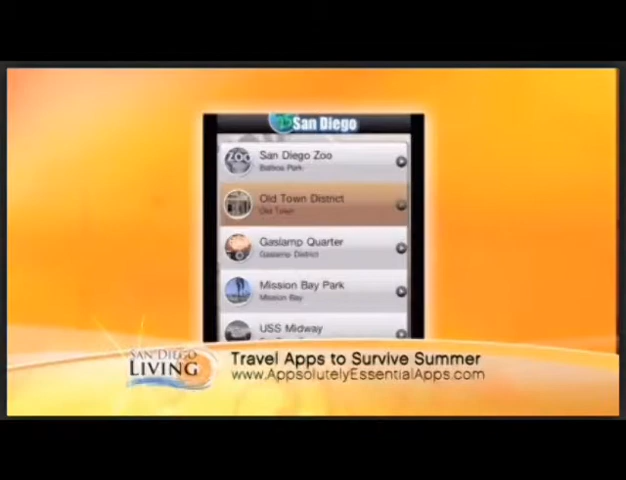 San Diego
ZOO
San Diego Zoo
Balboa Park
Old Town District
Old Town
Gaslamp Quarter
Gaslamp District
Mission Bay Park
Mission Bay
USS Midway
SAN DIEGO
LIVING
Travel Apps to Survive Summer
www.AppsolutelyEssentialApps.com